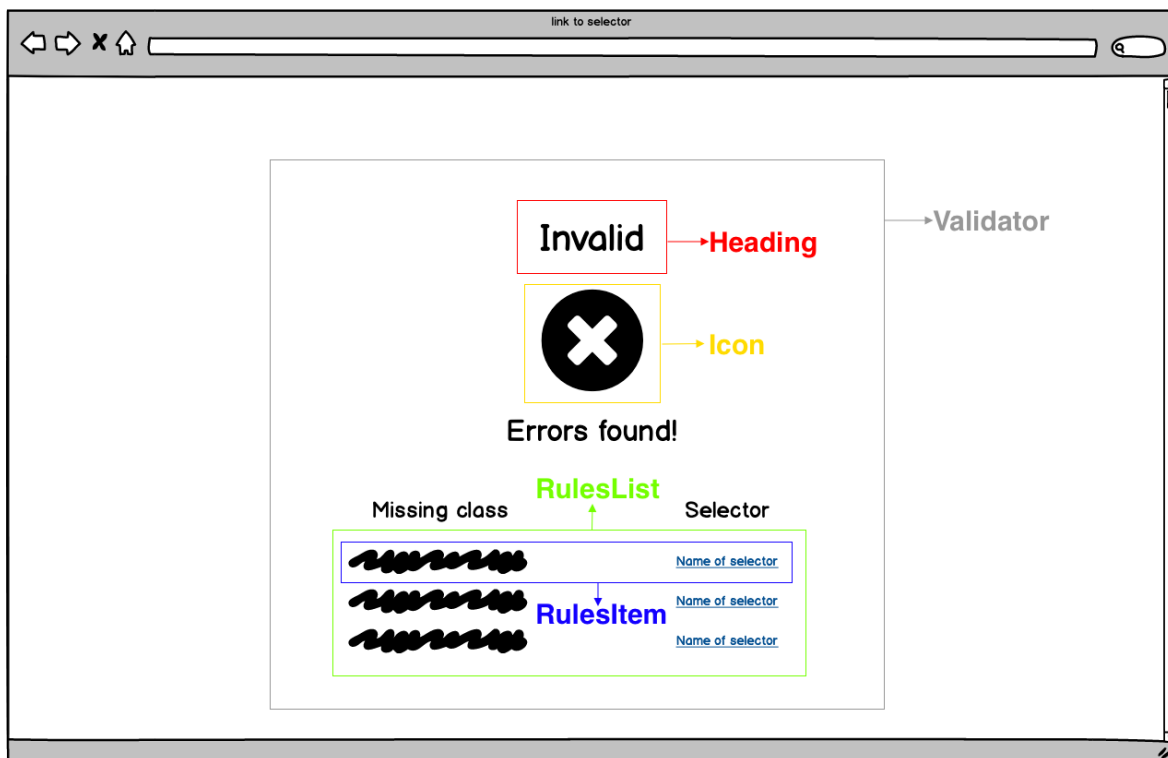 link to selector
Validator
Invalid
Heading
Icon
Errors found!
RulesList
Missing class Selector
Name of selector
RulesItem
Name of selector
Name of selector